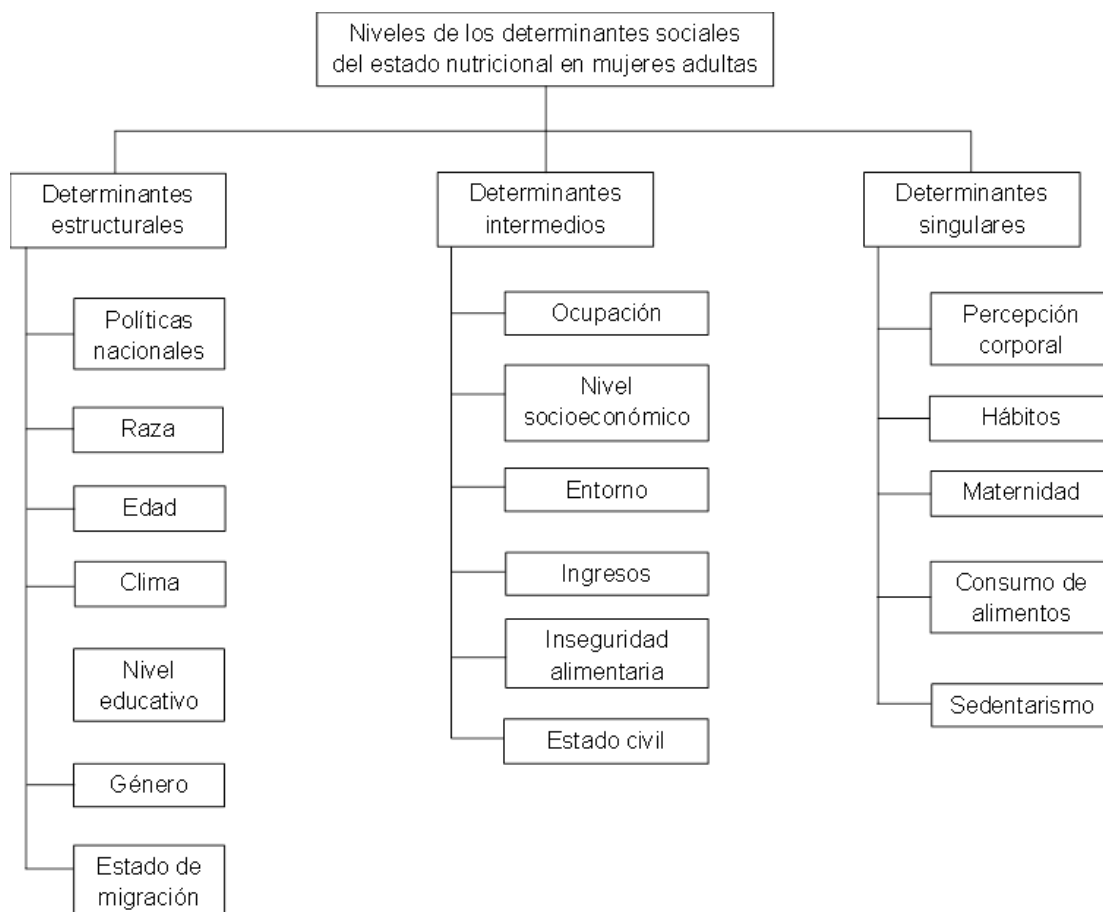 Niveles de los determinantes sociales
del estado nutricional en mujeres adultas
Determinantes
estructurales
Políticas
nacionales
Raza
Edad
Clima
Nivel
educativo
Género
Estado de
migración
Determinantes
intermedios
Ocupación
Nivel
socioeconómico
Entorno
Ingresos
Inseguridad
alimentaria
Estado civil
Determinantes
singulares
Percepción
corporal
Hábitos
Maternidad
Consumo de
alimentos
Sedentarismo